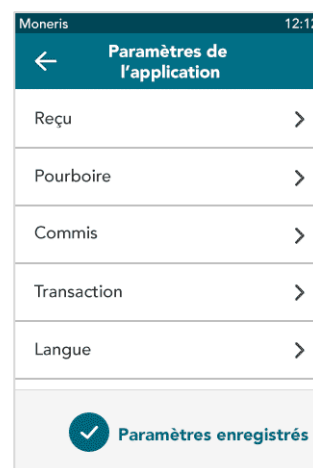 Moneris 12:12
Paramètres de
l'application
Reçu
Pourboire
Commis
Transaction
Langue
Paramètres enregistrés